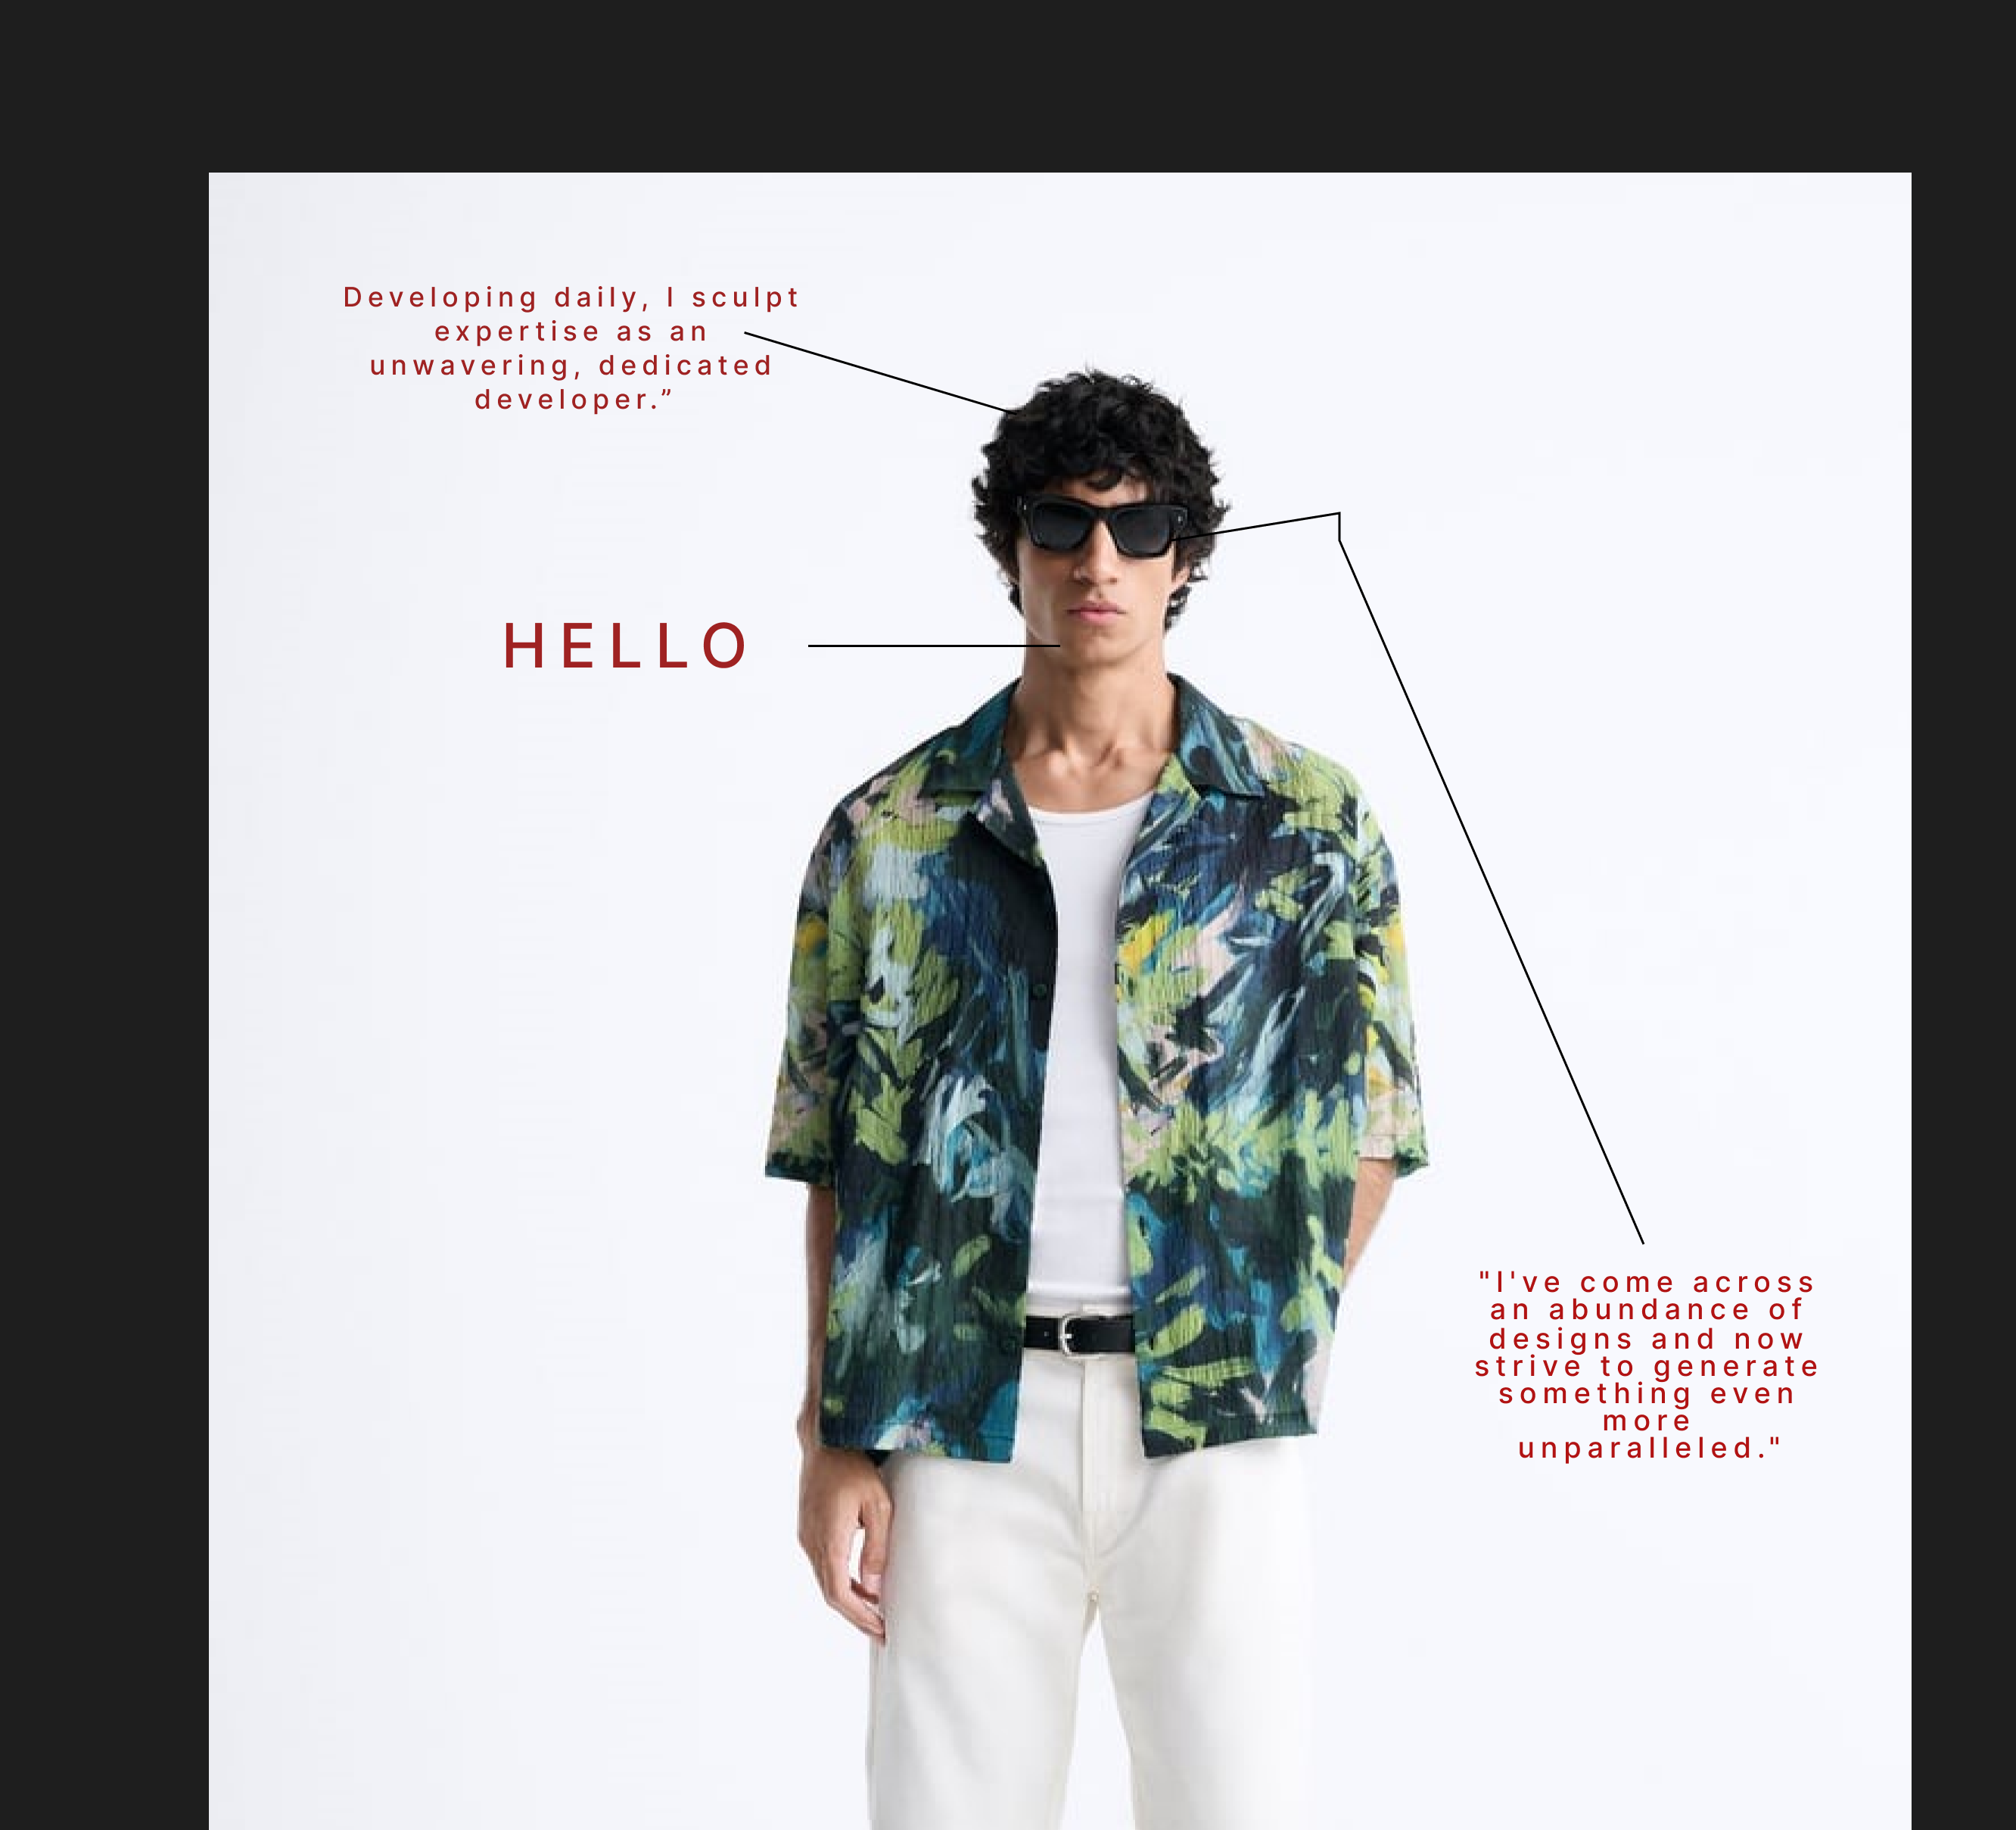 Developing daily, I sculpt
expertise as an
unwavering, dedicated
developer.”
HELLO
"I've come across
an abundance of
designs and now
strive to generate
something even
more
unparalleled."